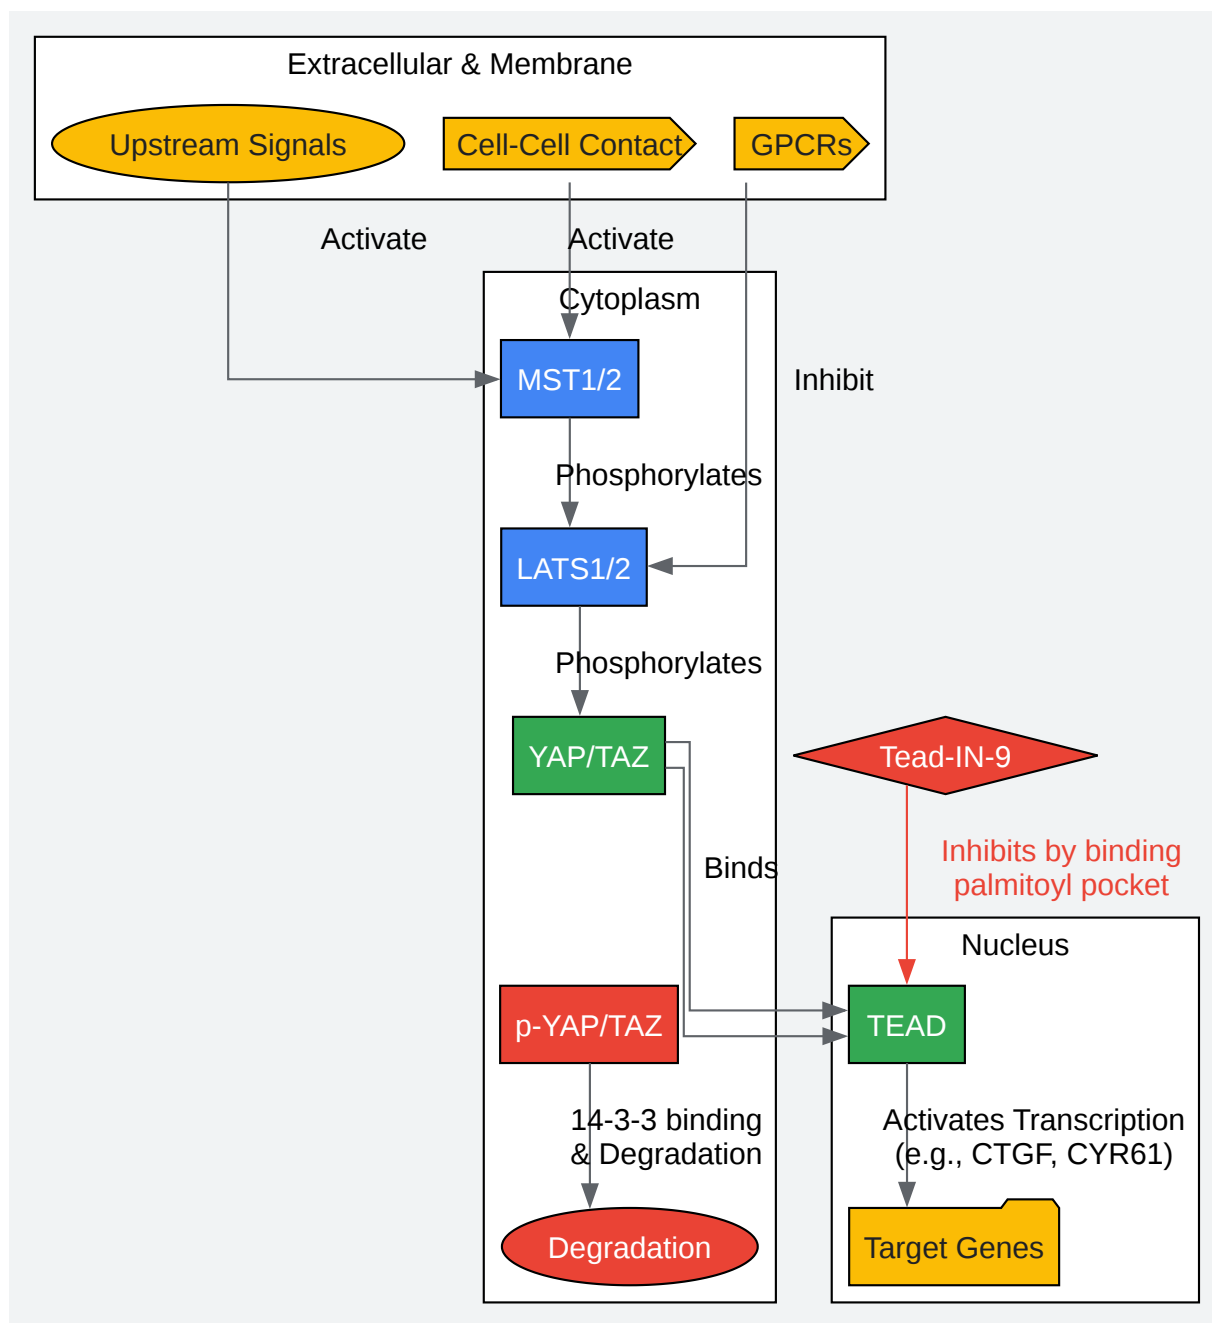 Extracellular & Membrane
Upstream Signals
Cell-Cell Contact
GPCRs
Activate
Activate
Cytoplasm
MST1/2
Inhibit
Phosphorylates
LATS1/2
Phosphorylates
YAP/TAZ
Tead-IN-9
Inhibits by binding
palmitoyl pocket
Binds
Nucleus
p-YAP/TAZ
TEAD
14-3-3 binding
& Degradation
Activates Transcription
(e.g., CTGF, CYR61)
Degradation
Target Genes